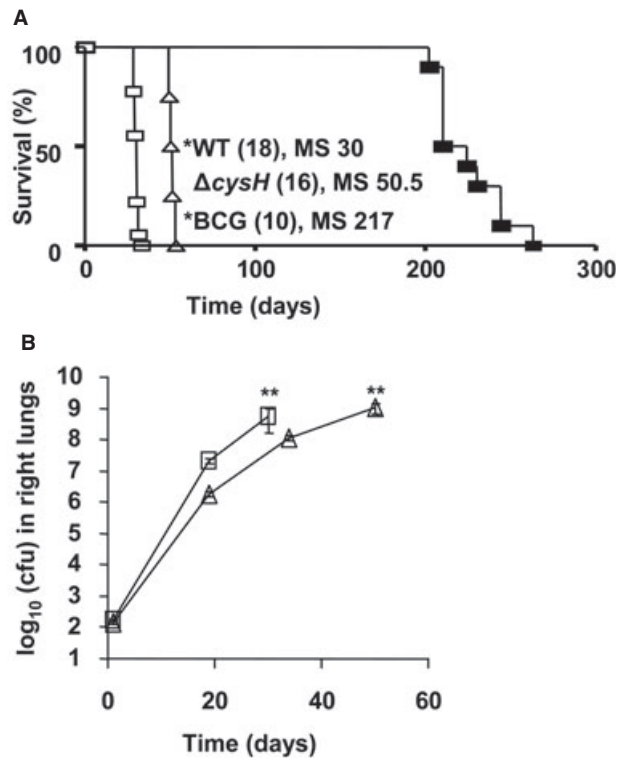 A
Survival (%)
100
50
0
*WT (18), MS 30
ΔcysH (16), MS 50.5
*BCG (10), MS 217
0 100 200 300
Time (days)
B
log10 (cfu) in right lungs
10
9
8
7
6
5
4
3
2
1
** **
0 20 40 60
Time (days)